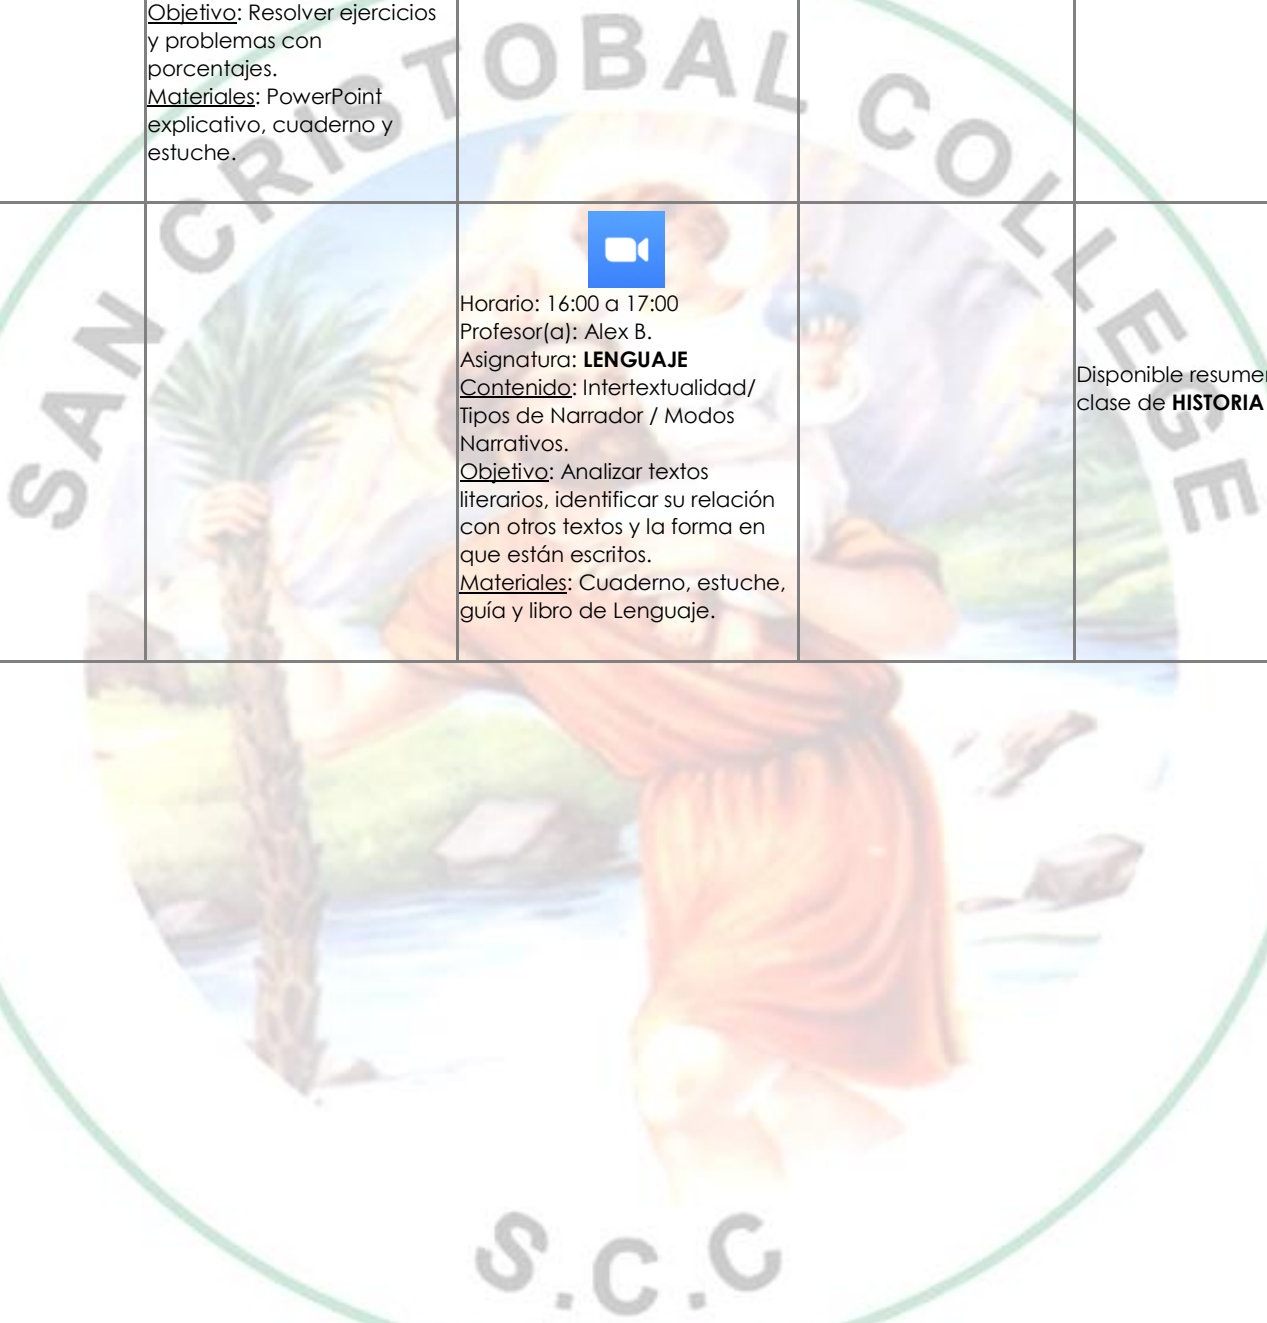 Objetivo: Resolver ejercicios
y problemas con
porcentajes.
Materiales: PowerPoint
explicativo, cuaderno y
estuche.
Horario: 16:00 a 17:00
Profesor(a): Alex B.
Asignatura: LENGUAJE
Contenido: Intertextualidad/
Tipos de Narrador / Modos
Narrativos.
Objetivo: Analizar textos
literarios, identificar su relación
con otros textos y la forma en
que están escritos.
Materiales: Cuaderno, estuche,
guía y libro de Lenguaje.
Disponible resumen
clase de HISTORIA
SAN CRISTOBAL COLLEGE
S.C.C